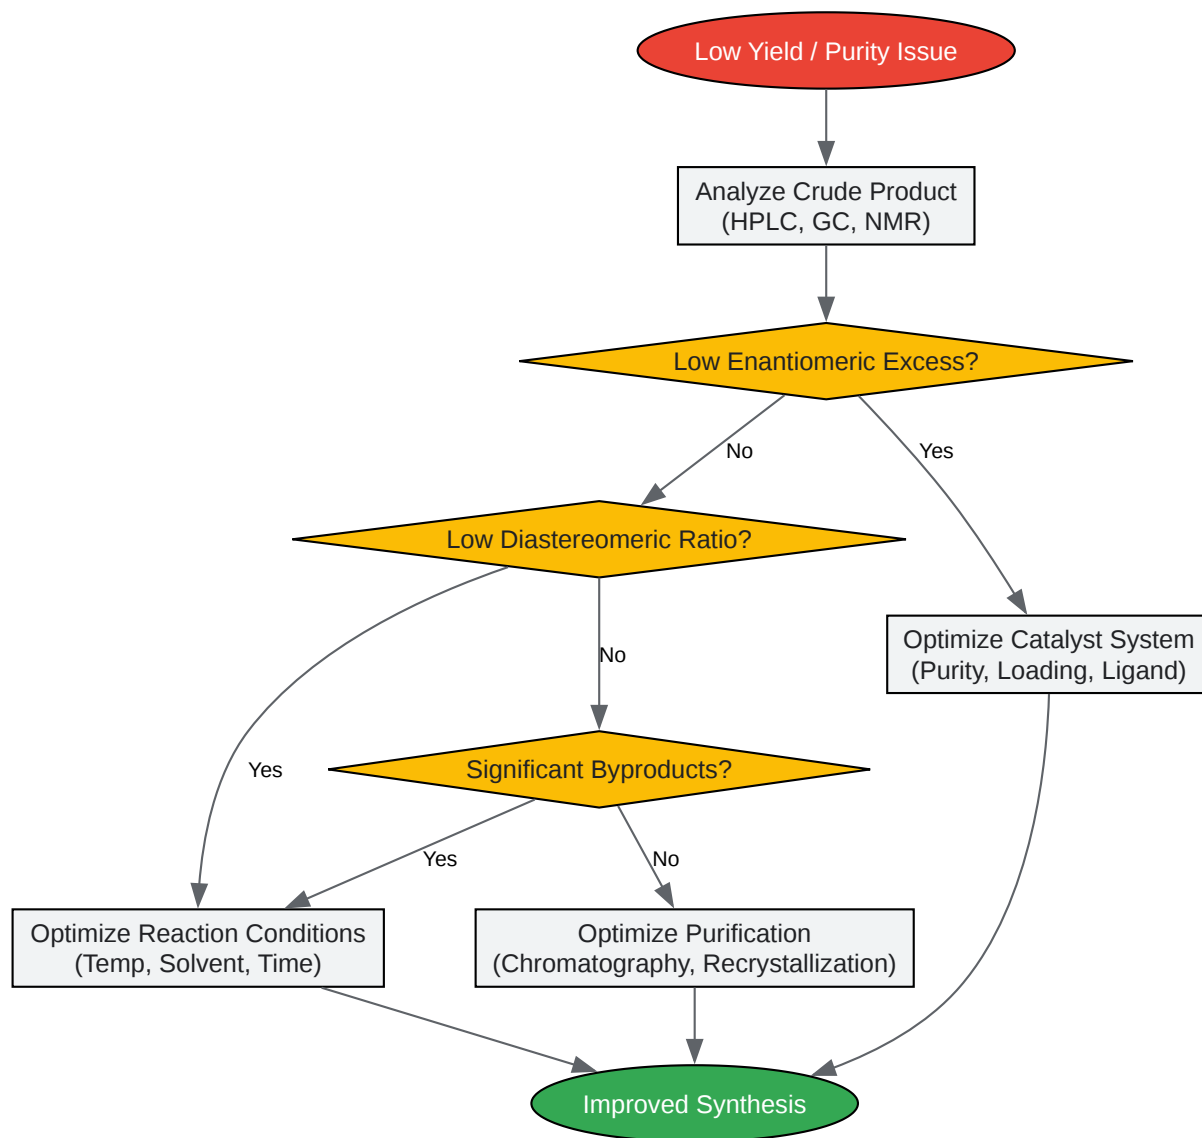 Low Yield / Purity Issue
Analyze Crude Product
(HPLC, GC, NMR)
Low Enantiomeric Excess?
No
Yes
Low Diastereomeric Ratio?
No
Optimize Catalyst System
(Purity, Loading, Ligand)
Yes
Significant Byproducts?
Yes
No
Optimize Reaction Conditions
(Temp, Solvent, Time)
Optimize Purification
(Chromatography, Recrystallization)
Improved Synthesis